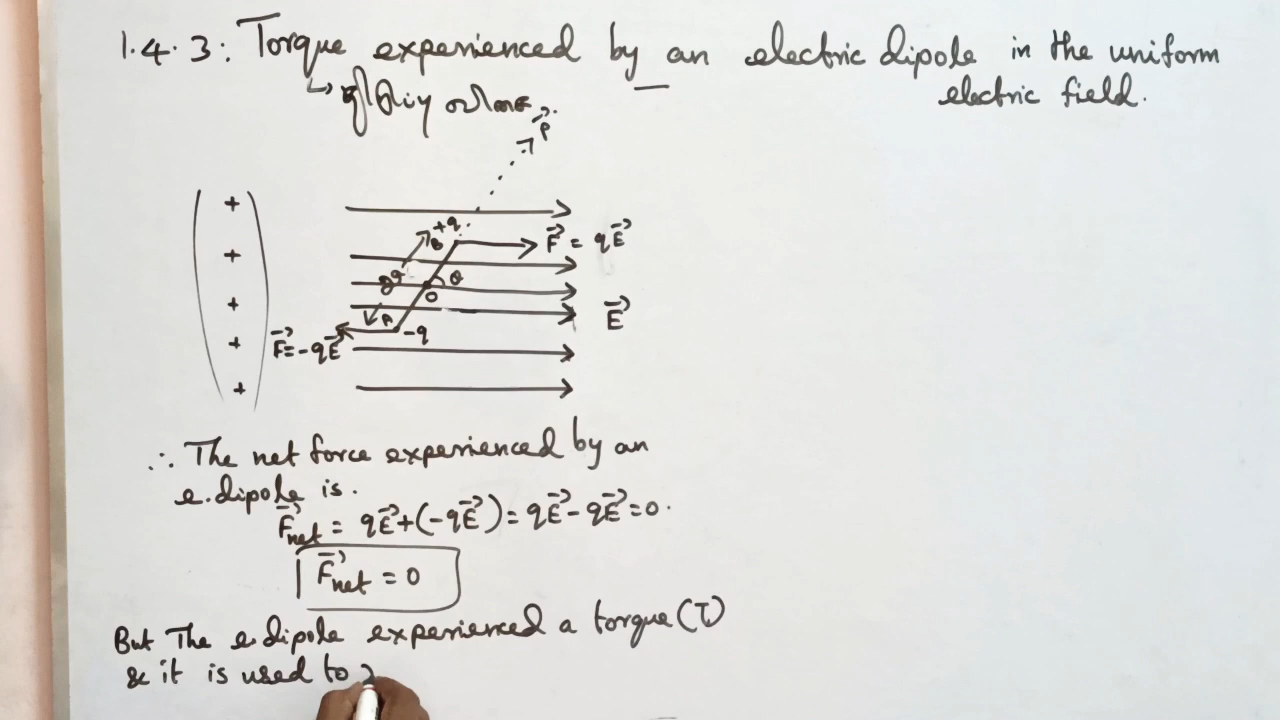 1.4.3: Torque experienced by an electric dipole in the uniform
electric field.
P⃗
+ + + + +
+q
B
F⃗ = qE⃗
2a
θ
O
E⃗
A
-q
F⃗=-qE⃗
∴ The net force experienced by an
e.dipole is.
F⃗net = qE⃗+(-qE⃗)=qE⃗-qE⃗=0.
F⃗net = 0
But The e.dipole experienced a torque(τ)
& it is used to